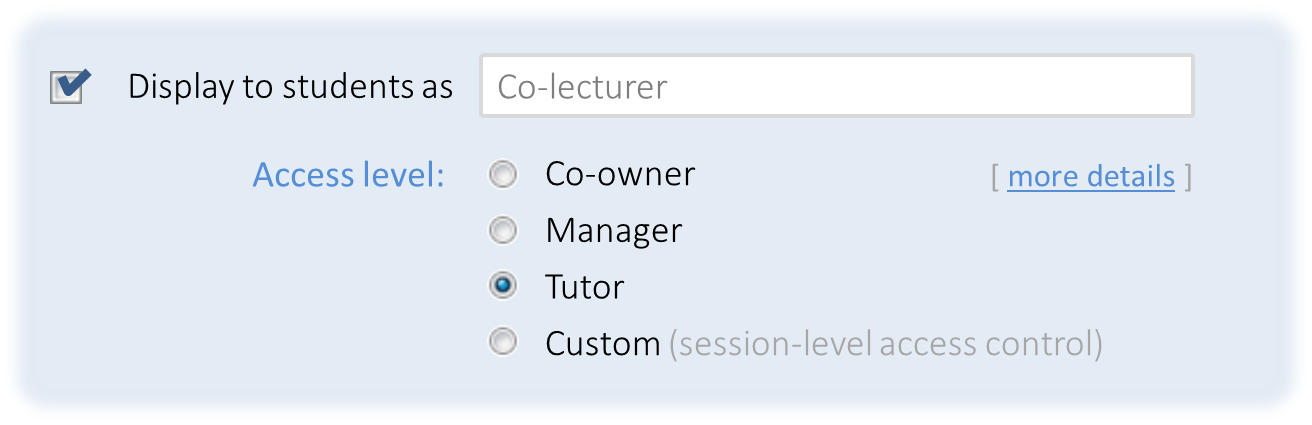 Display to students as Co-lecturer
Access level: Co-owner [ more details ]
Manager
Tutor
Custom (session-level access control)